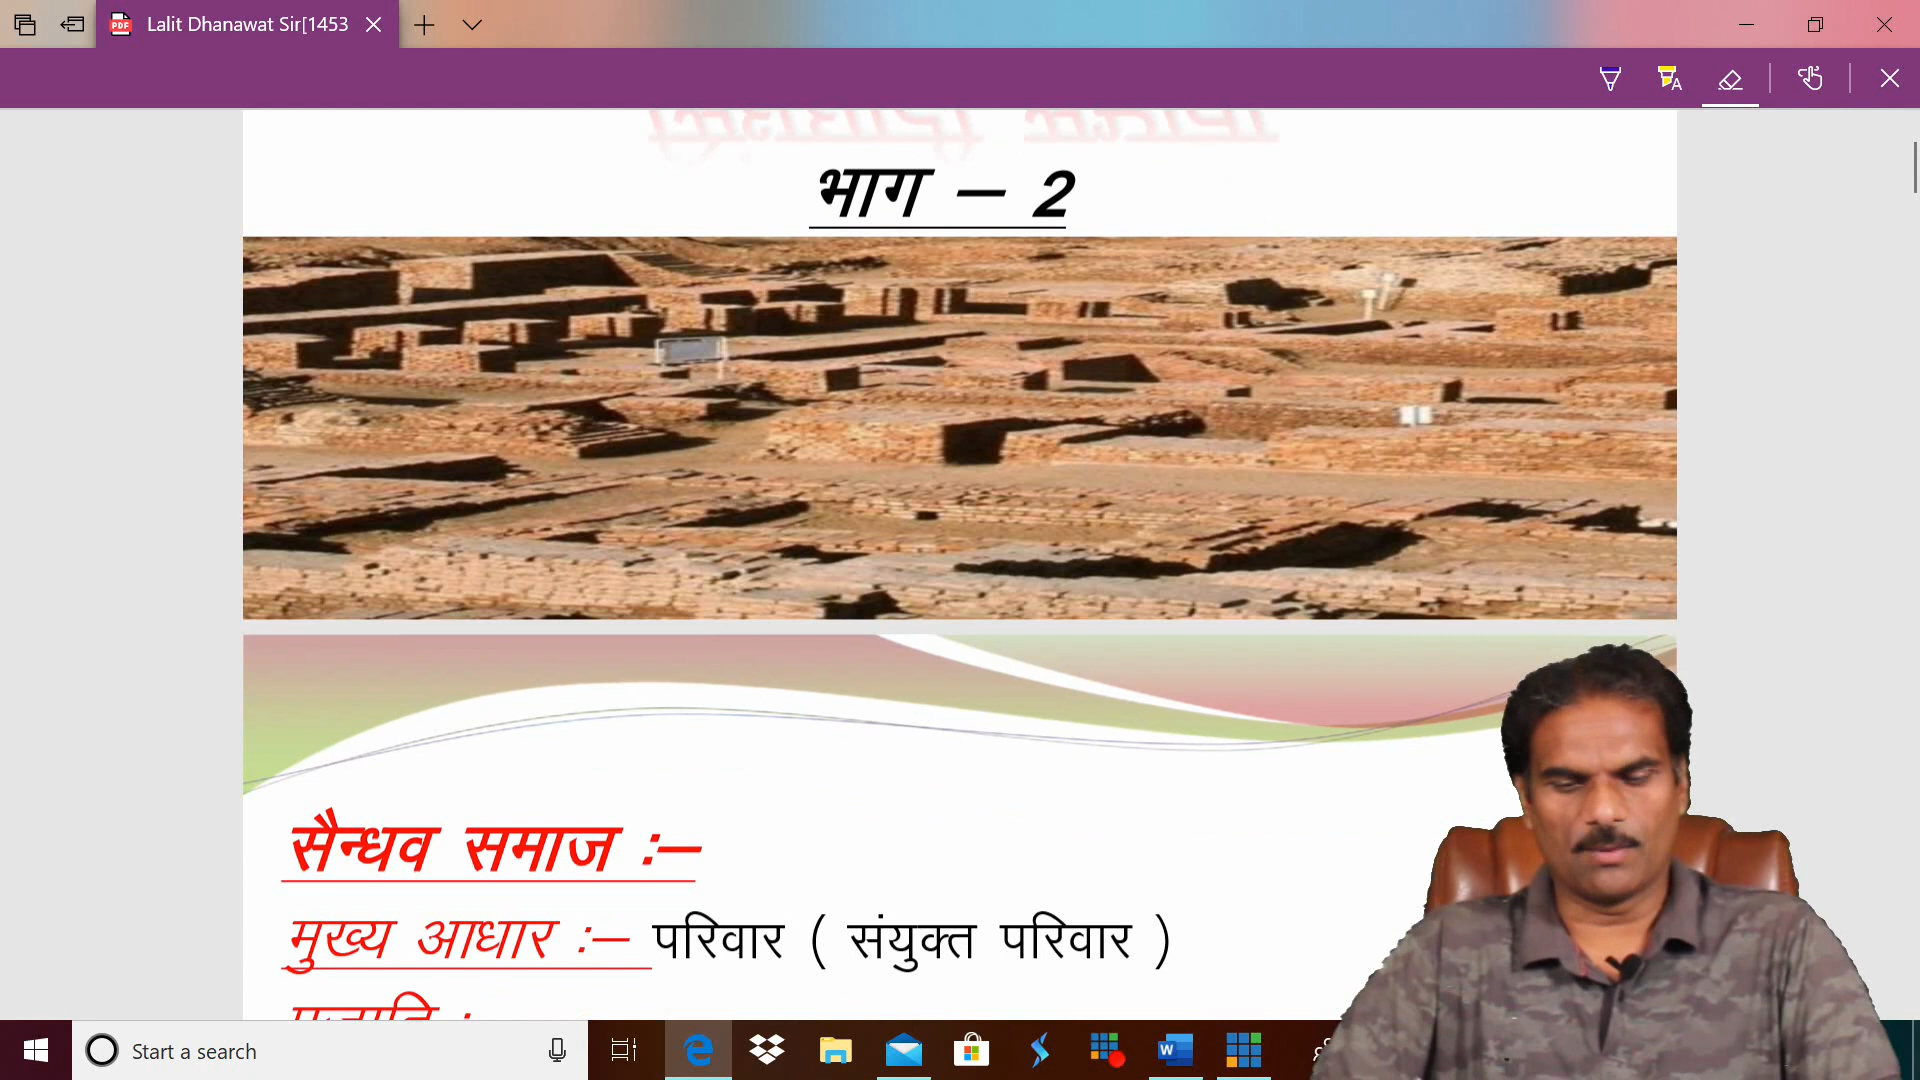 Lalit Dhanawat Sir[1453
भाग – 2
सैन्धव समाज :–
मुख्य आधार :– परिवार ( संयुक्त परिवार )
Start a search